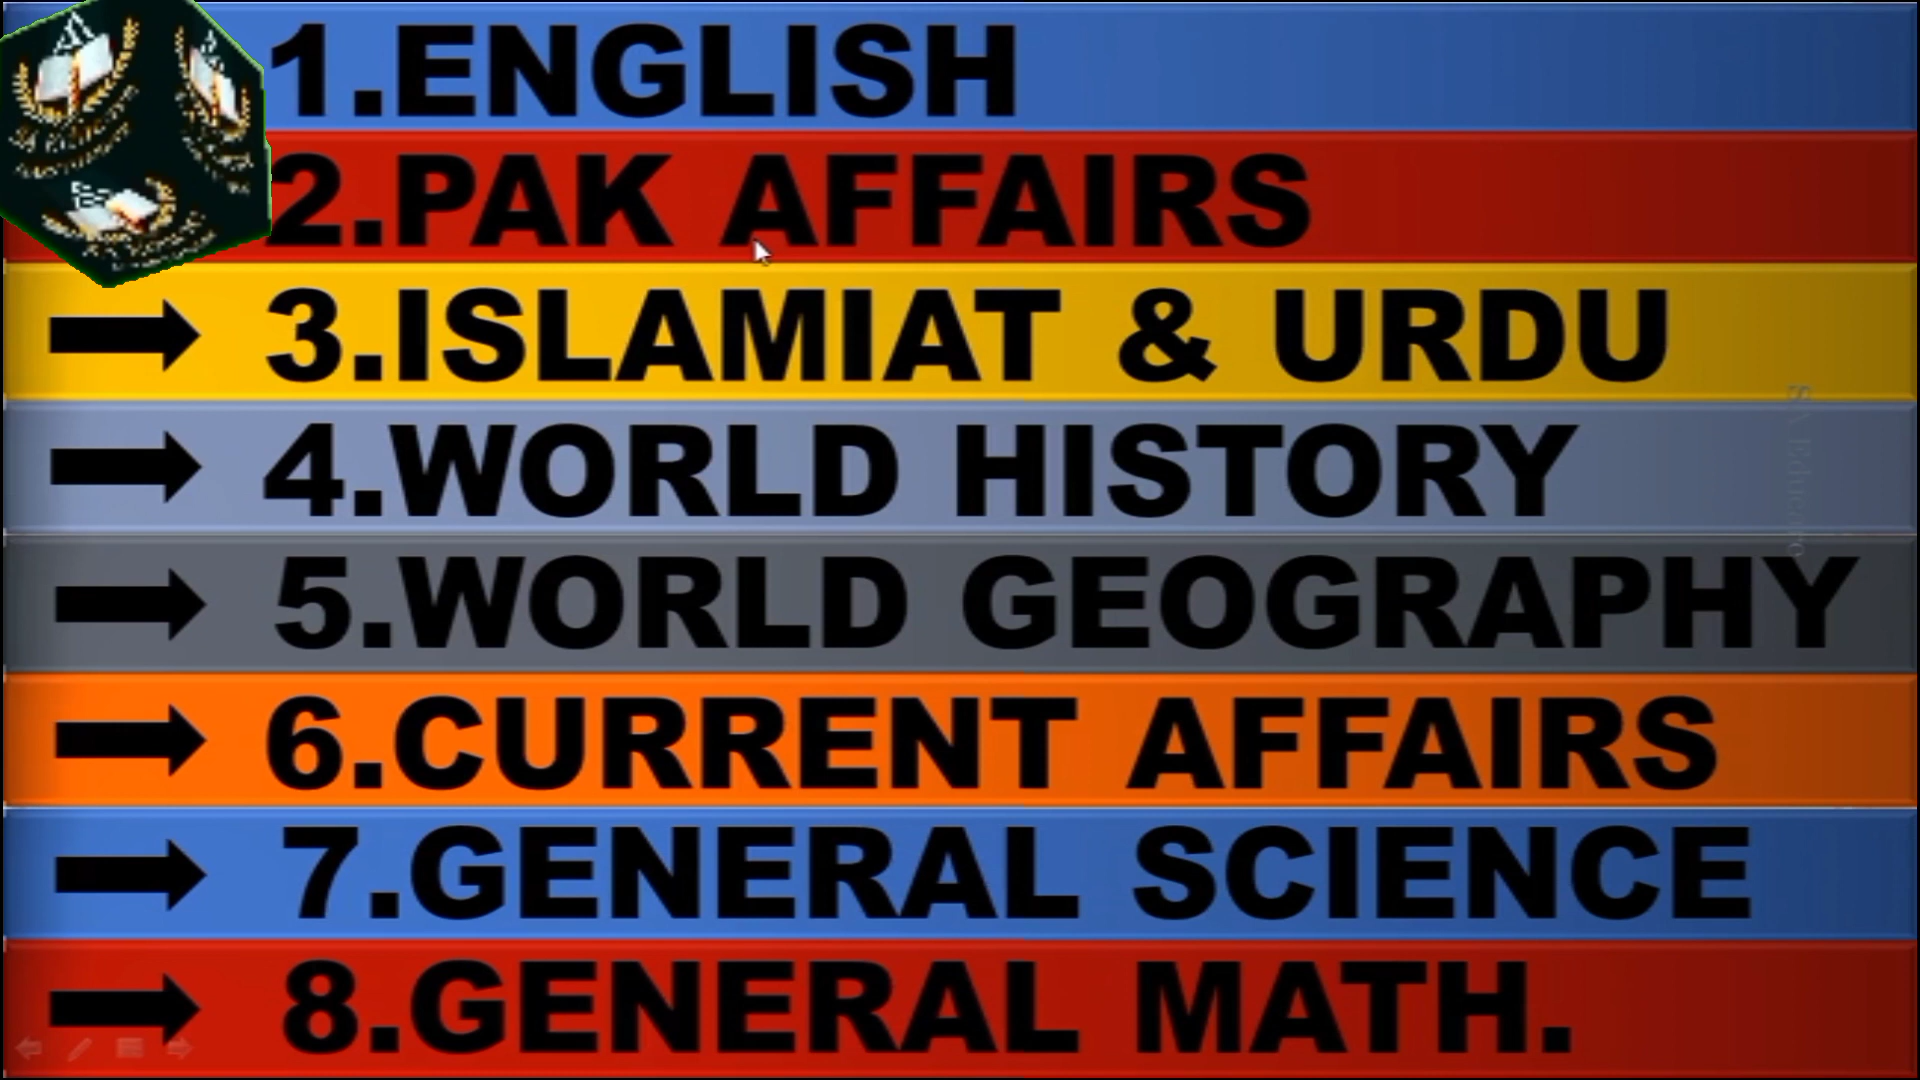 1.ENGLISH
2.PAK AFFAIRS
3.ISLAMIAT & URDU
4.WORLD HISTORY
5.WORLD GEOGRAPHY
6.CURRENT AFFAIRS
7.GENERAL SCIENCE
8.GENERAL MATH.